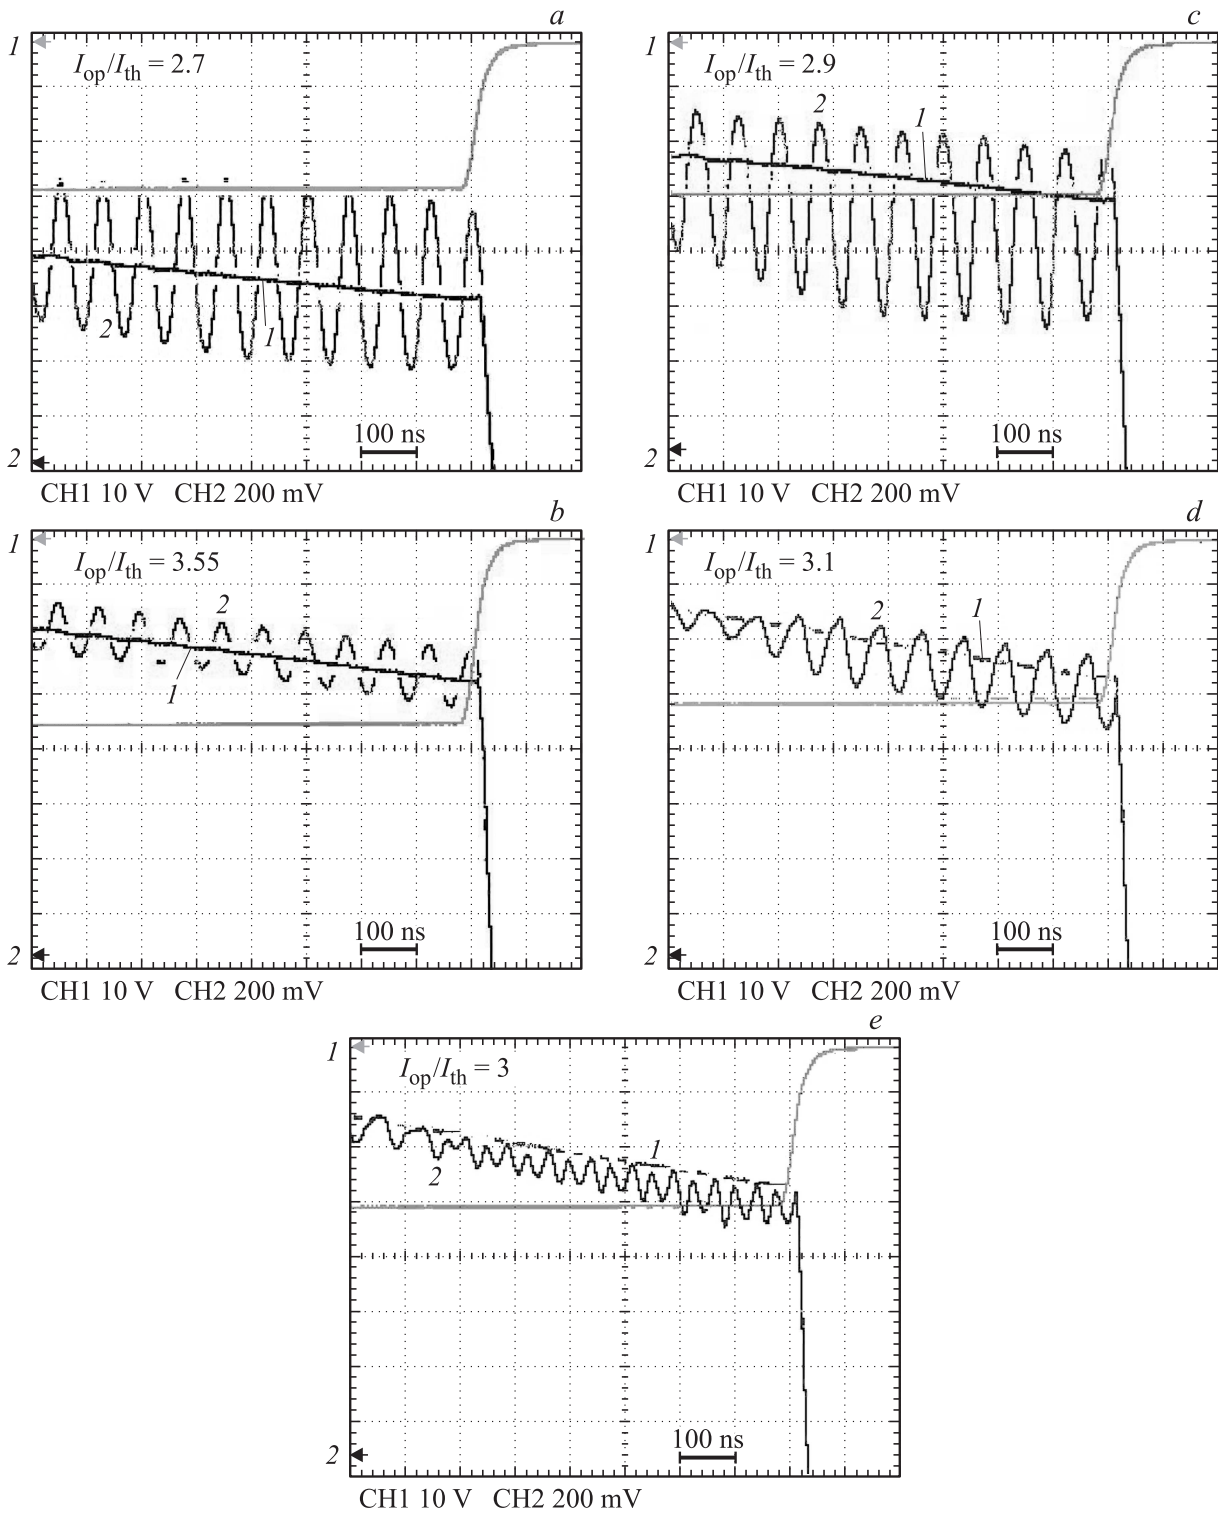 a
1
I_op/I_th = 2.7
2
1
100 ns
2
CH1 10 V CH2 200 mV
c
1
I_op/I_th = 2.9
2
1
100 ns
2
CH1 10 V CH2 200 mV
b
1
I_op/I_th = 3.55
2
1
100 ns
2
CH1 10 V CH2 200 mV
d
1
I_op/I_th = 3.1
2
1
100 ns
2
CH1 10 V CH2 200 mV
e
1
I_op/I_th = 3
1
2
100 ns
2
CH1 10 V CH2 200 mV